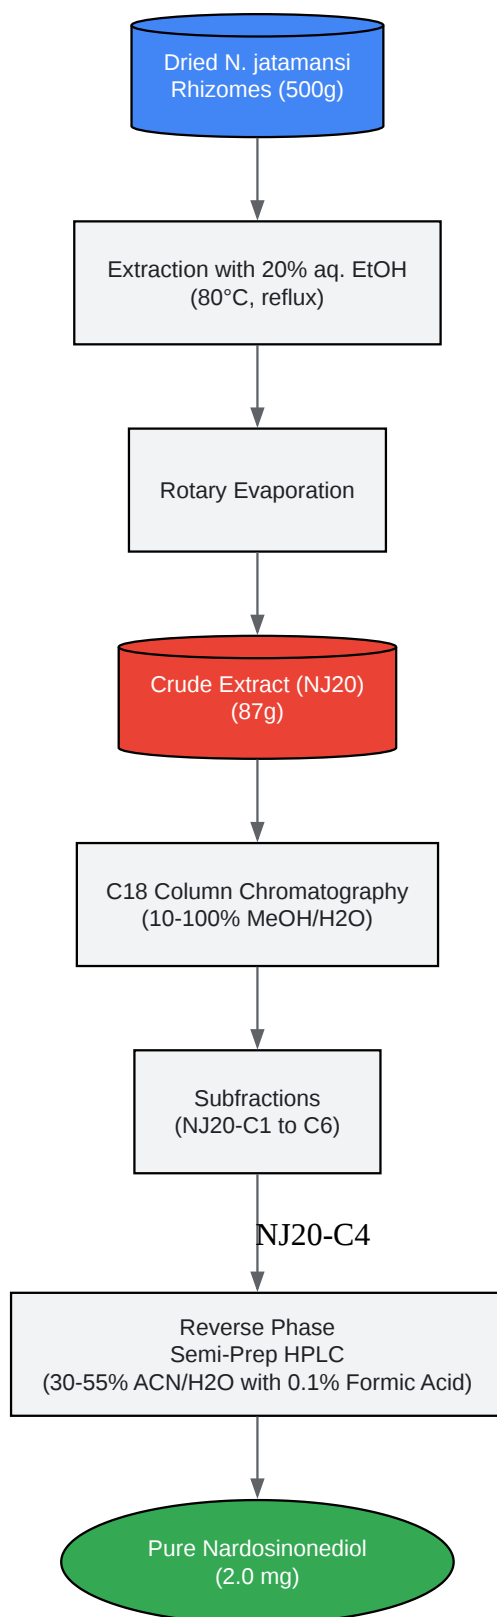 Dried N. jatamansi
Rhizomes (500g)
Extraction with 20% aq. EtOH
(80°C, reflux)
Rotary Evaporation
Crude Extract (NJ20)
(87g)
C18 Column Chromatography
(10-100% MeOH/H2O)
Subfractions
(NJ20-C1 to C6)
NJ20-C4
Reverse Phase
Semi-Prep HPLC
(30-55% ACN/H2O with 0.1% Formic Acid)
Pure Nardosinonediol
(2.0 mg)